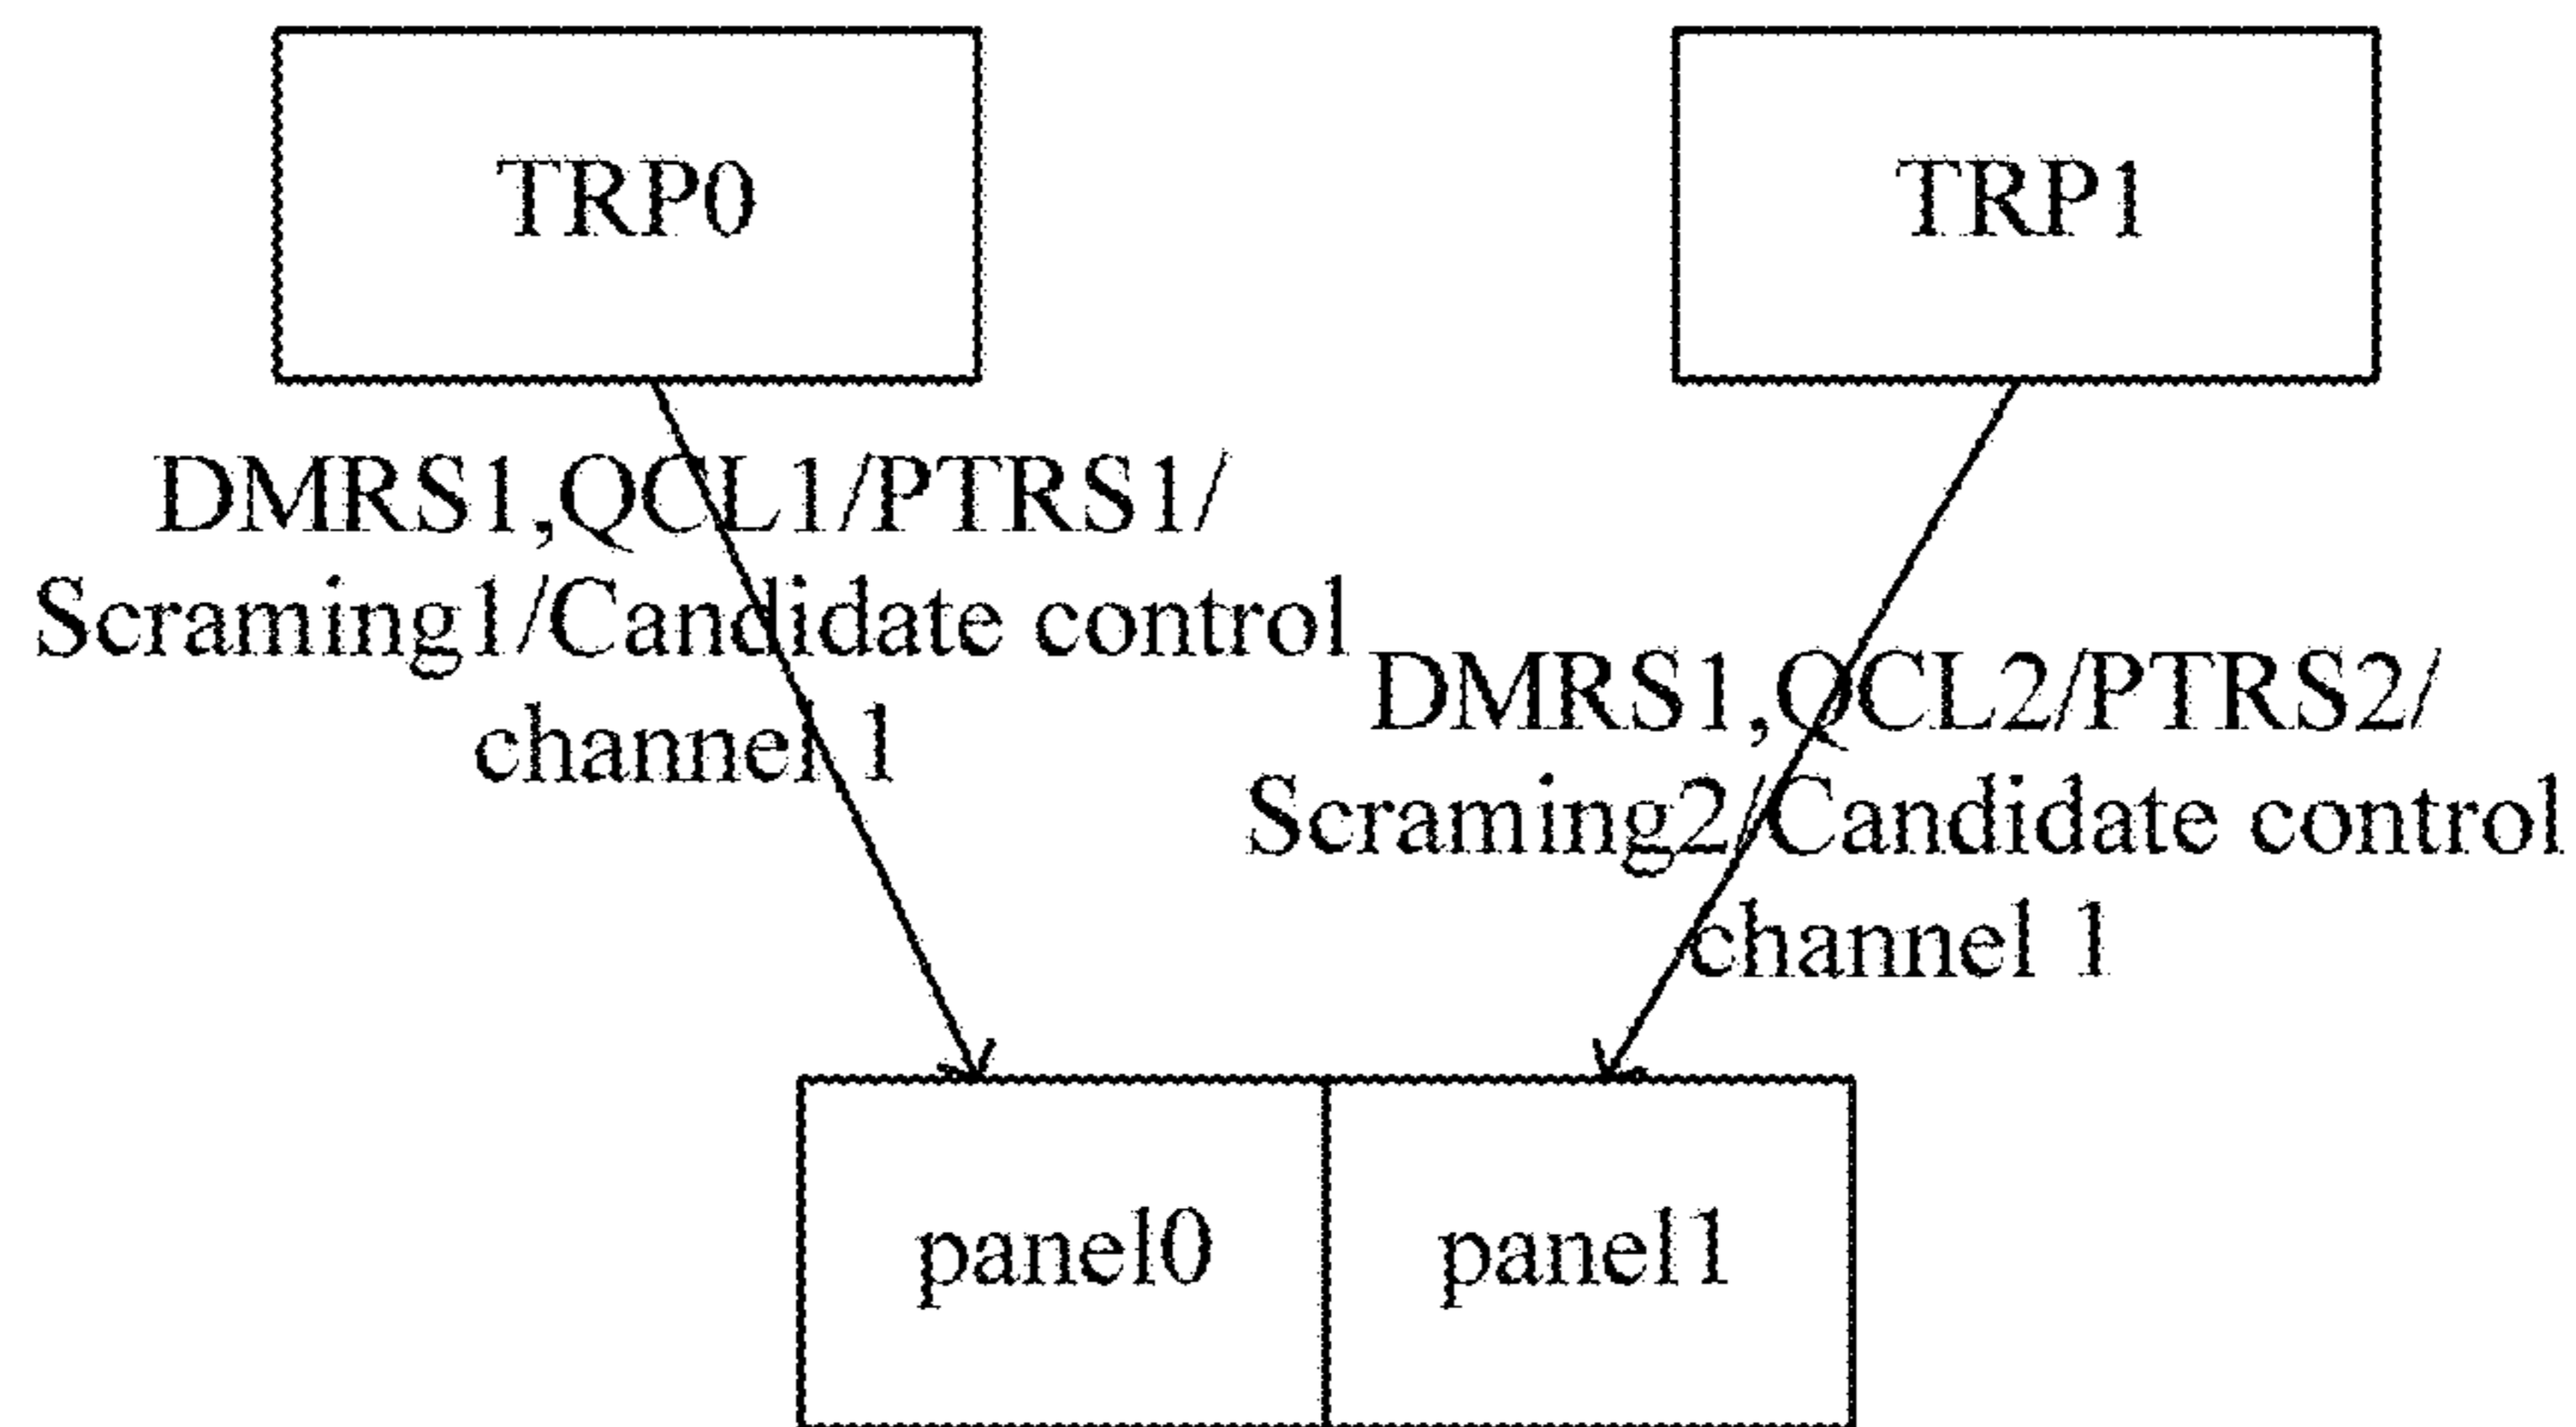 TRP0
TRP1
DMRS1,QCL1/PTRS1/
Scraming1/Candidate control
channel 1
DMRS1,QCL2/PTRS2/
Scraming2/Candidate control
channel 1
panel0
panel1